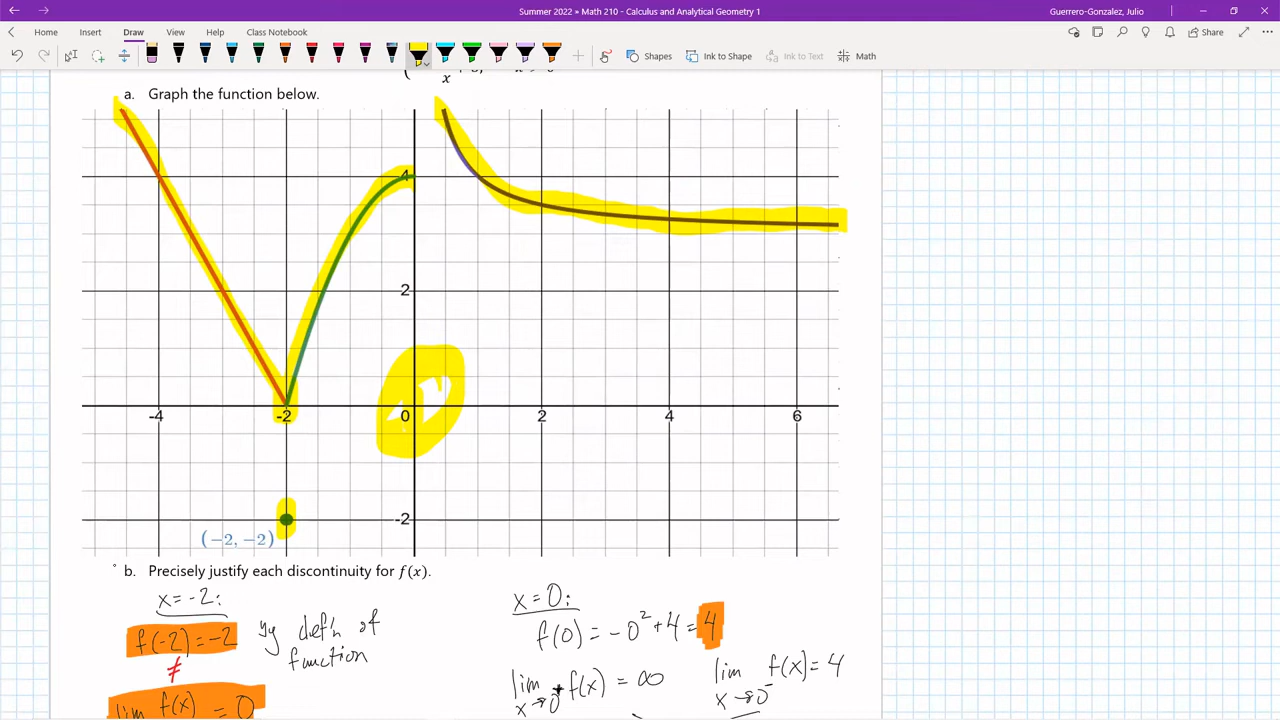 Summer 2022 » Math 210 - Calculus and Analytical Geometry 1
Guerrero-Gonzalez, Julio
Home Insert Draw View Help Class Notebook
Share
Shapes Ink to Shape Ink to Text Math
a. Graph the function below.
4
2
-4 -2 0 2 4 6
-2
(−2, −2)
b. Precisely justify each discontinuity for f(x).
x=-2:
x=0:
f(-2)=-2
f(0) = -0² + 4 = 4
defn of
function
≠
lim f(x) = 0
lim x→0⁺ f(x) = ∞
lim x→0⁻ f(x) = 4